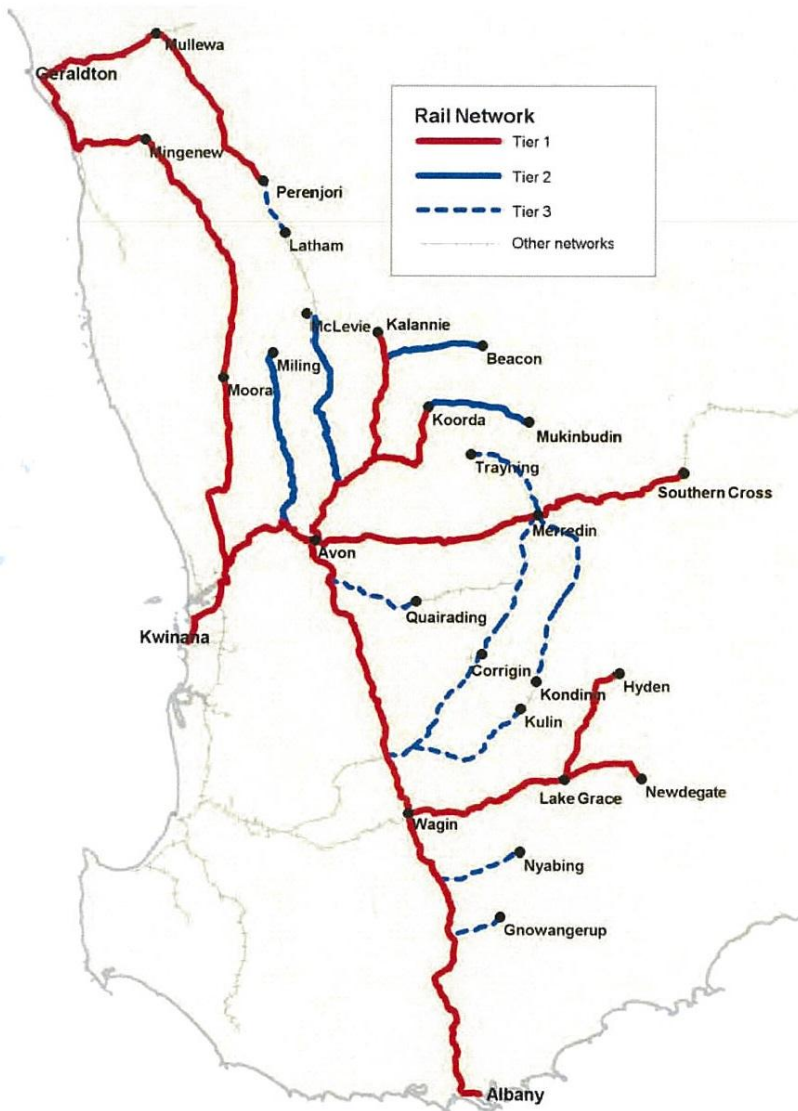 Mullewa
Geraldton
Mingenew
Perenjori
Latham
Rail Network
Tier 1
Tier 2
Tier 3
Other networks
McLevie
Kalannie
Miling
Beacon
Moora
Koorda
Mukinbudin
Trayning
Southern Cross
Merredin
Avon
Quairading
Kwinana
Corrigin
Kondinin
Hyden
Kulin
Lake Grace
Newdegate
Wagin
Nyabing
Gnowangerup
Albany